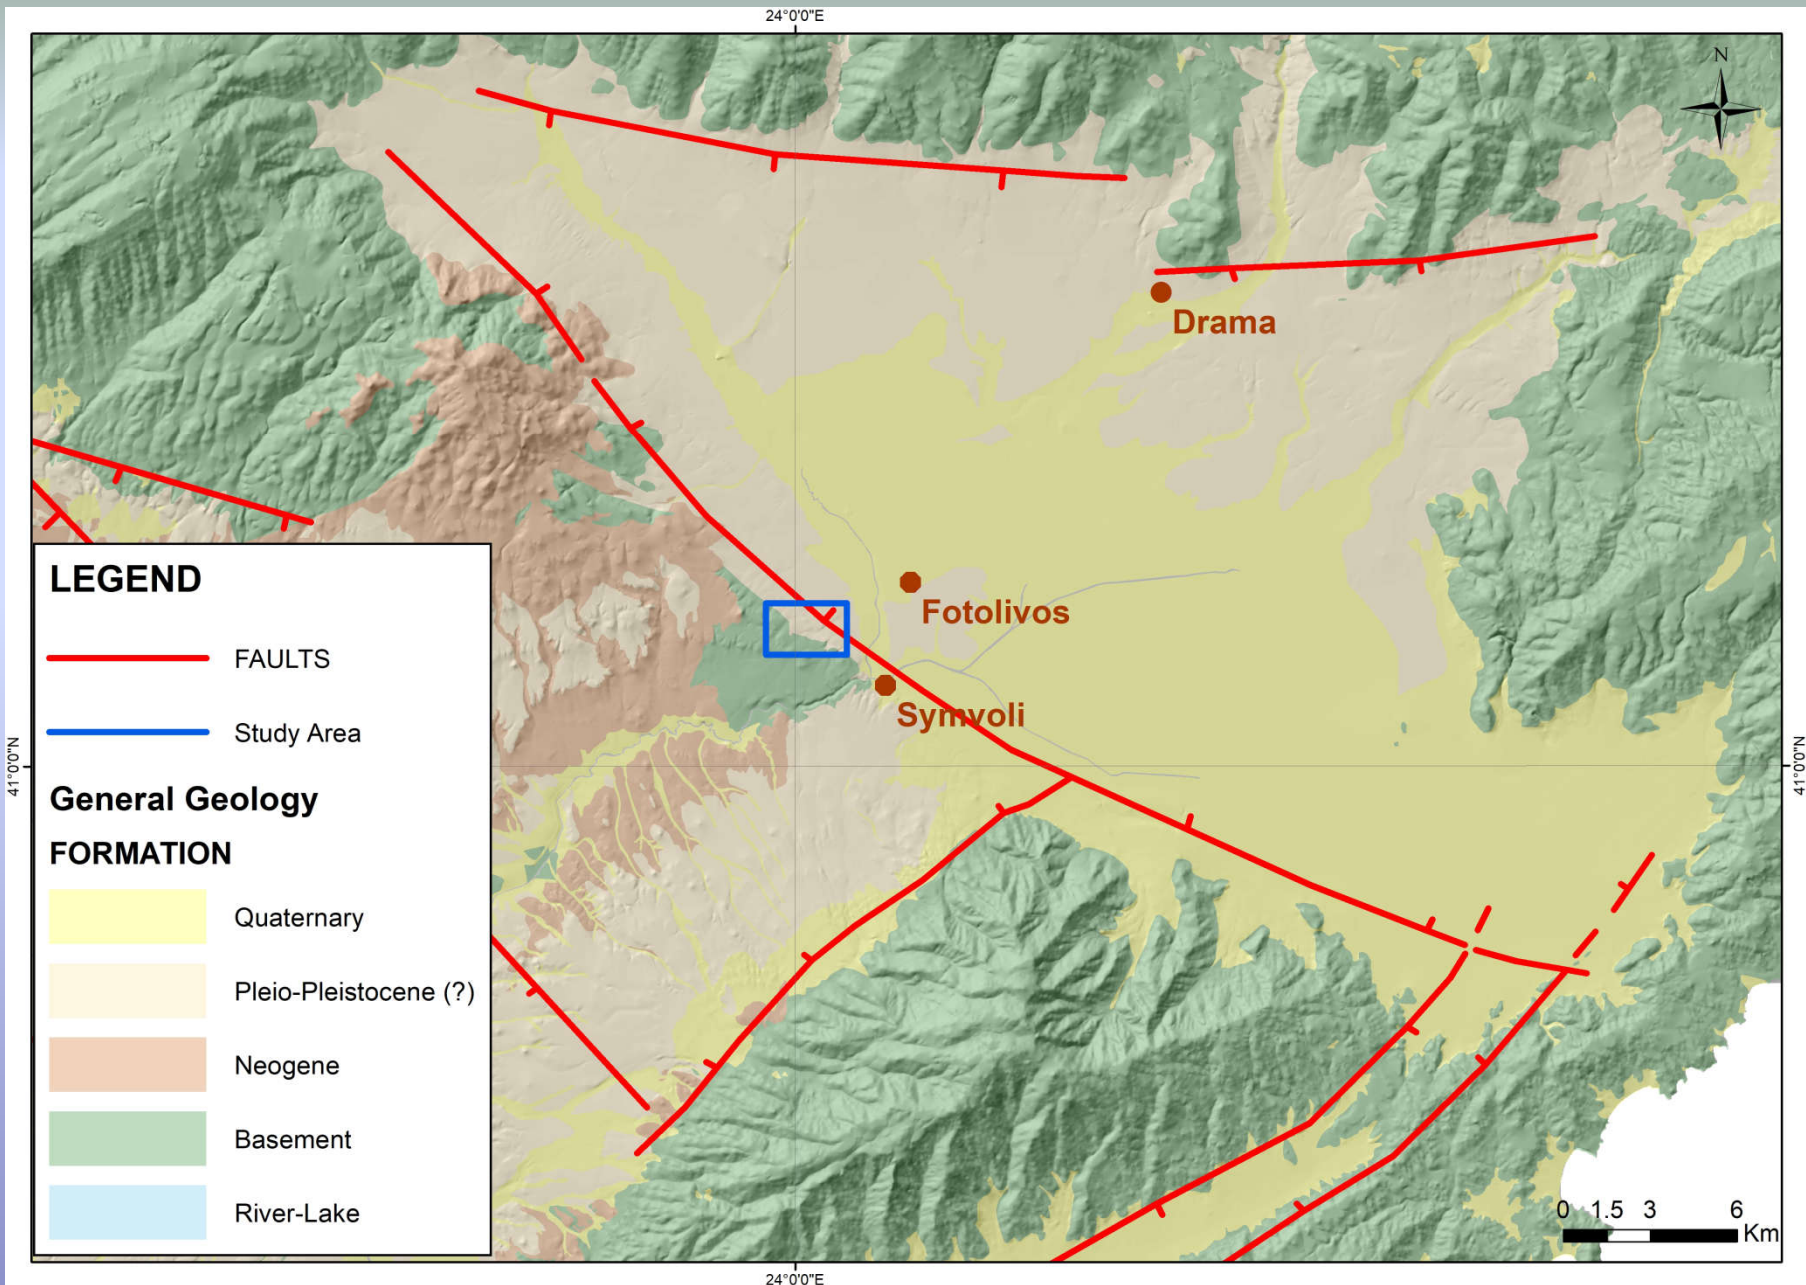 24°0'0"E
N
Drama
Fotolivos
Symvoli
41°0'0"N
41°0'0"N
LEGEND
FAULTS
Study Area
General Geology
FORMATION
Quaternary
Pleio-Pleistocene (?)
Neogene
Basement
River-Lake
0 1.5 3 6
Km
24°0'0"E